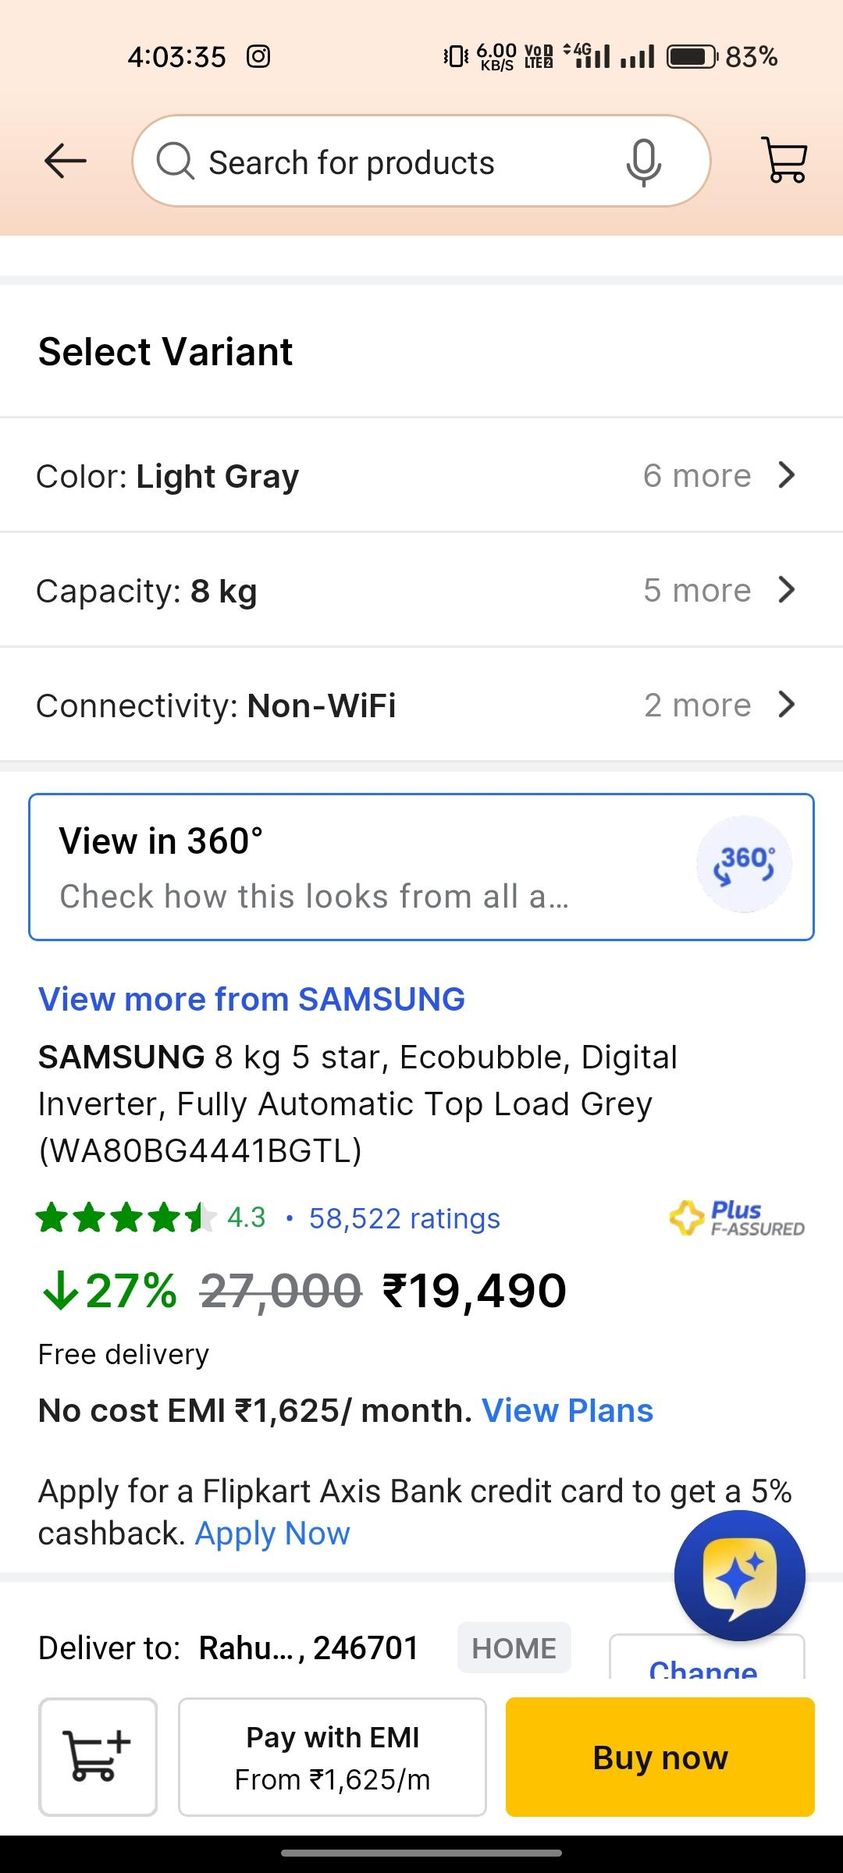 4:03:35 6.00 KB/S VoD LTE2 4G 83%
Search for products
Select Variant
Color: Light Gray 6 more
Capacity: 8 kg 5 more
Connectivity: Non-WiFi 2 more
View in 360°
Check how this looks from all a...
360°
View more from SAMSUNG
SAMSUNG 8 kg 5 star, Ecobubble, Digital
Inverter, Fully Automatic Top Load Grey
(WA80BG4441BGTL)
4.3 • 58,522 ratings
Plus
F-ASSURED
↓27% 27,000 ₹19,490
Free delivery
No cost EMI ₹1,625/ month. View Plans
Apply for a Flipkart Axis Bank credit card to get a 5%
cashback. Apply Now
Deliver to: Rahu..., 246701 HOME Change
Pay with EMI
From ₹1,625/m
Buy now